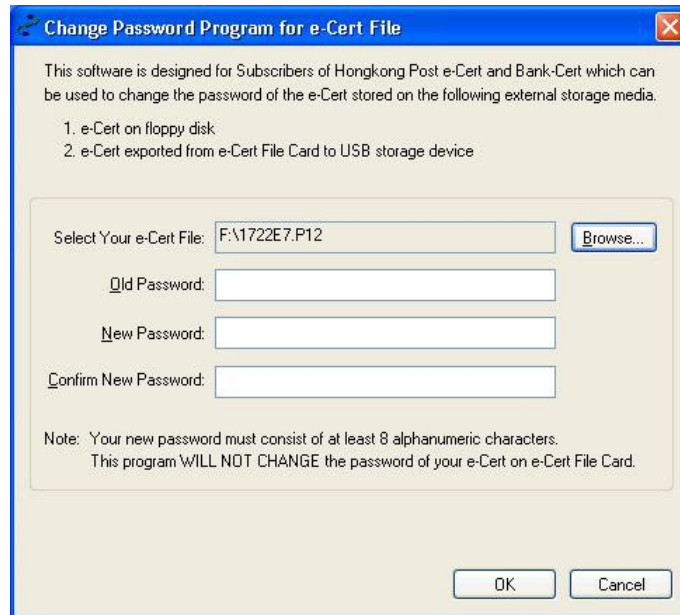 Change Password Program for e-Cert File
This software is designed for Subscribers of Hongkong Post e-Cert and Bank-Cert which can
be used to change the password of the e-Cert stored on the following external storage media.
1. e-Cert on floppy disk
2. e-Cert exported from e-Cert File Card to USB storage device
Select Your e-Cert File: F:\1722E7.P12 Browse...
Old Password:
New Password:
Confirm New Password:
Note: Your new password must consist of at least 8 alphanumeric characters.
This program WILL NOT CHANGE the password of your e-Cert on e-Cert File Card.
OK Cancel